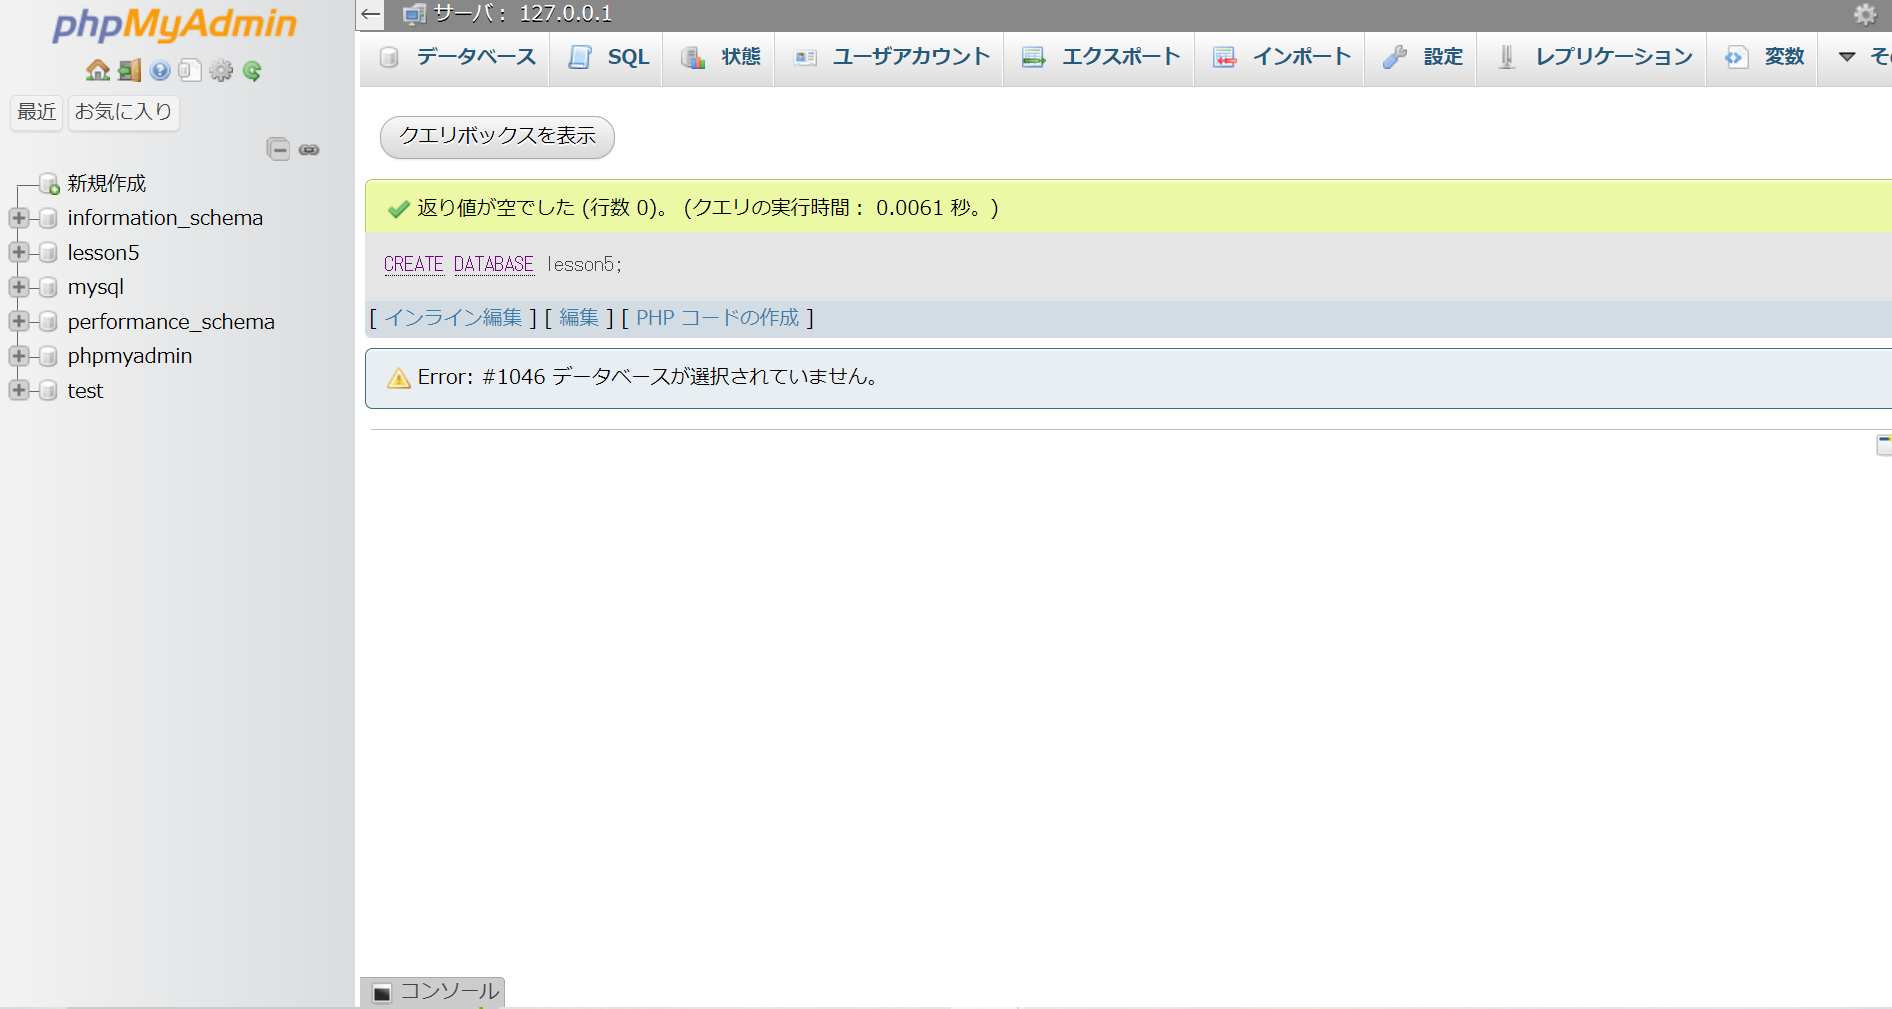 phpMyAdmin
最近 お気に入り
新規作成
information_schema
lesson5
mysql
performance_schema
phpmyadmin
test
サーバ: 127.0.0.1
データベース SQL 状態 ユーザアカウント エクスポート インポート 設定 レプリケーション 変数
クエリボックスを表示
返り値が空でした (行数 0)。 (クエリの実行時間: 0.0061 秒。)
CREATE DATABASE lesson5;
[ インライン編集 ] [ 編集 ] [ PHP コードの作成 ]
Error: #1046 データベースが選択されていません。
コンソール